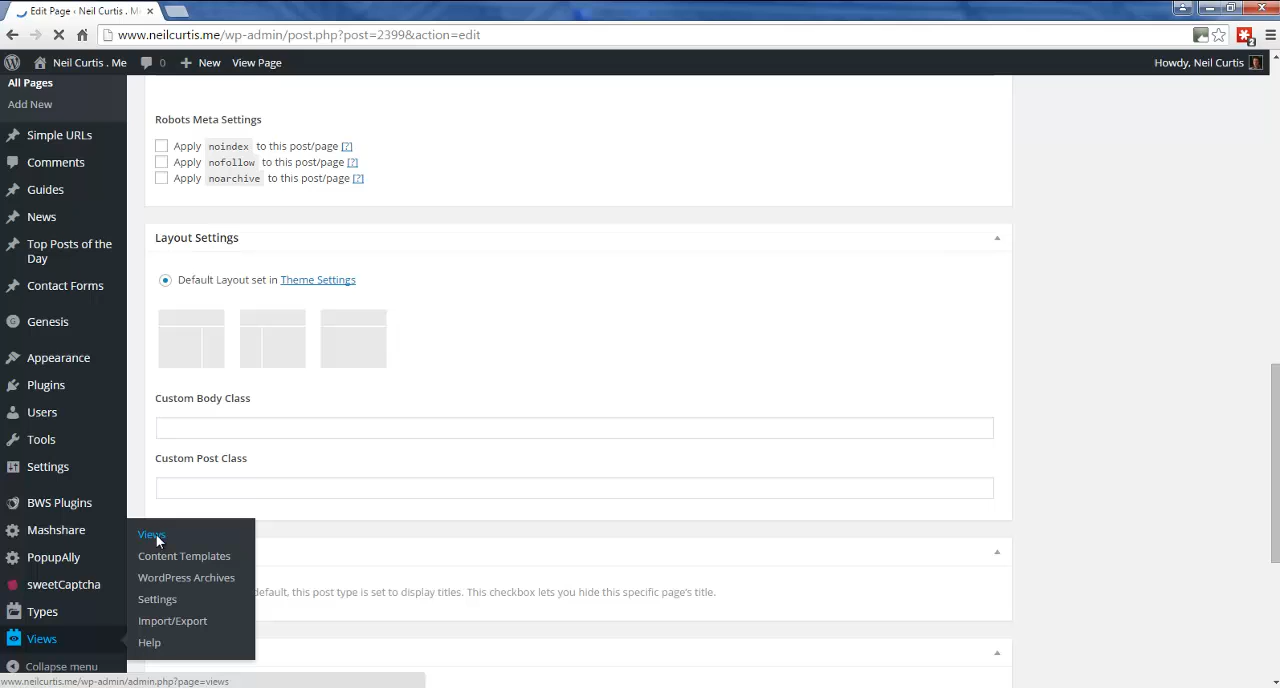 Edit Page ‹ Neil Curtis . M
www.neilcurtis.me/wp-admin/post.php?post=2399&action=edit
2
Neil Curtis . Me
0
New
View Page
Howdy, Neil Curtis
All Pages
Add New
Simple URLs
Comments
Guides
News
Top Posts of the
Day
Contact Forms
Genesis
Appearance
Plugins
Users
Tools
Settings
BWS Plugins
Mashshare
PopupAlly
sweetCaptcha
Types
Views
Collapse menu
Robots Meta Settings
Apply noindex to this post/page [?]
Apply nofollow to this post/page [?]
Apply noarchive to this post/page [?]
Layout Settings
Default Layout set in Theme Settings
Custom Body Class
Custom Post Class
Views
Content Templates
WordPress Archives
Settings
Import/Export
Help
default, this post type is set to display titles. This checkbox lets you hide this specific page's title.
www.neilcurtis.me/wp-admin/admin.php?page=views